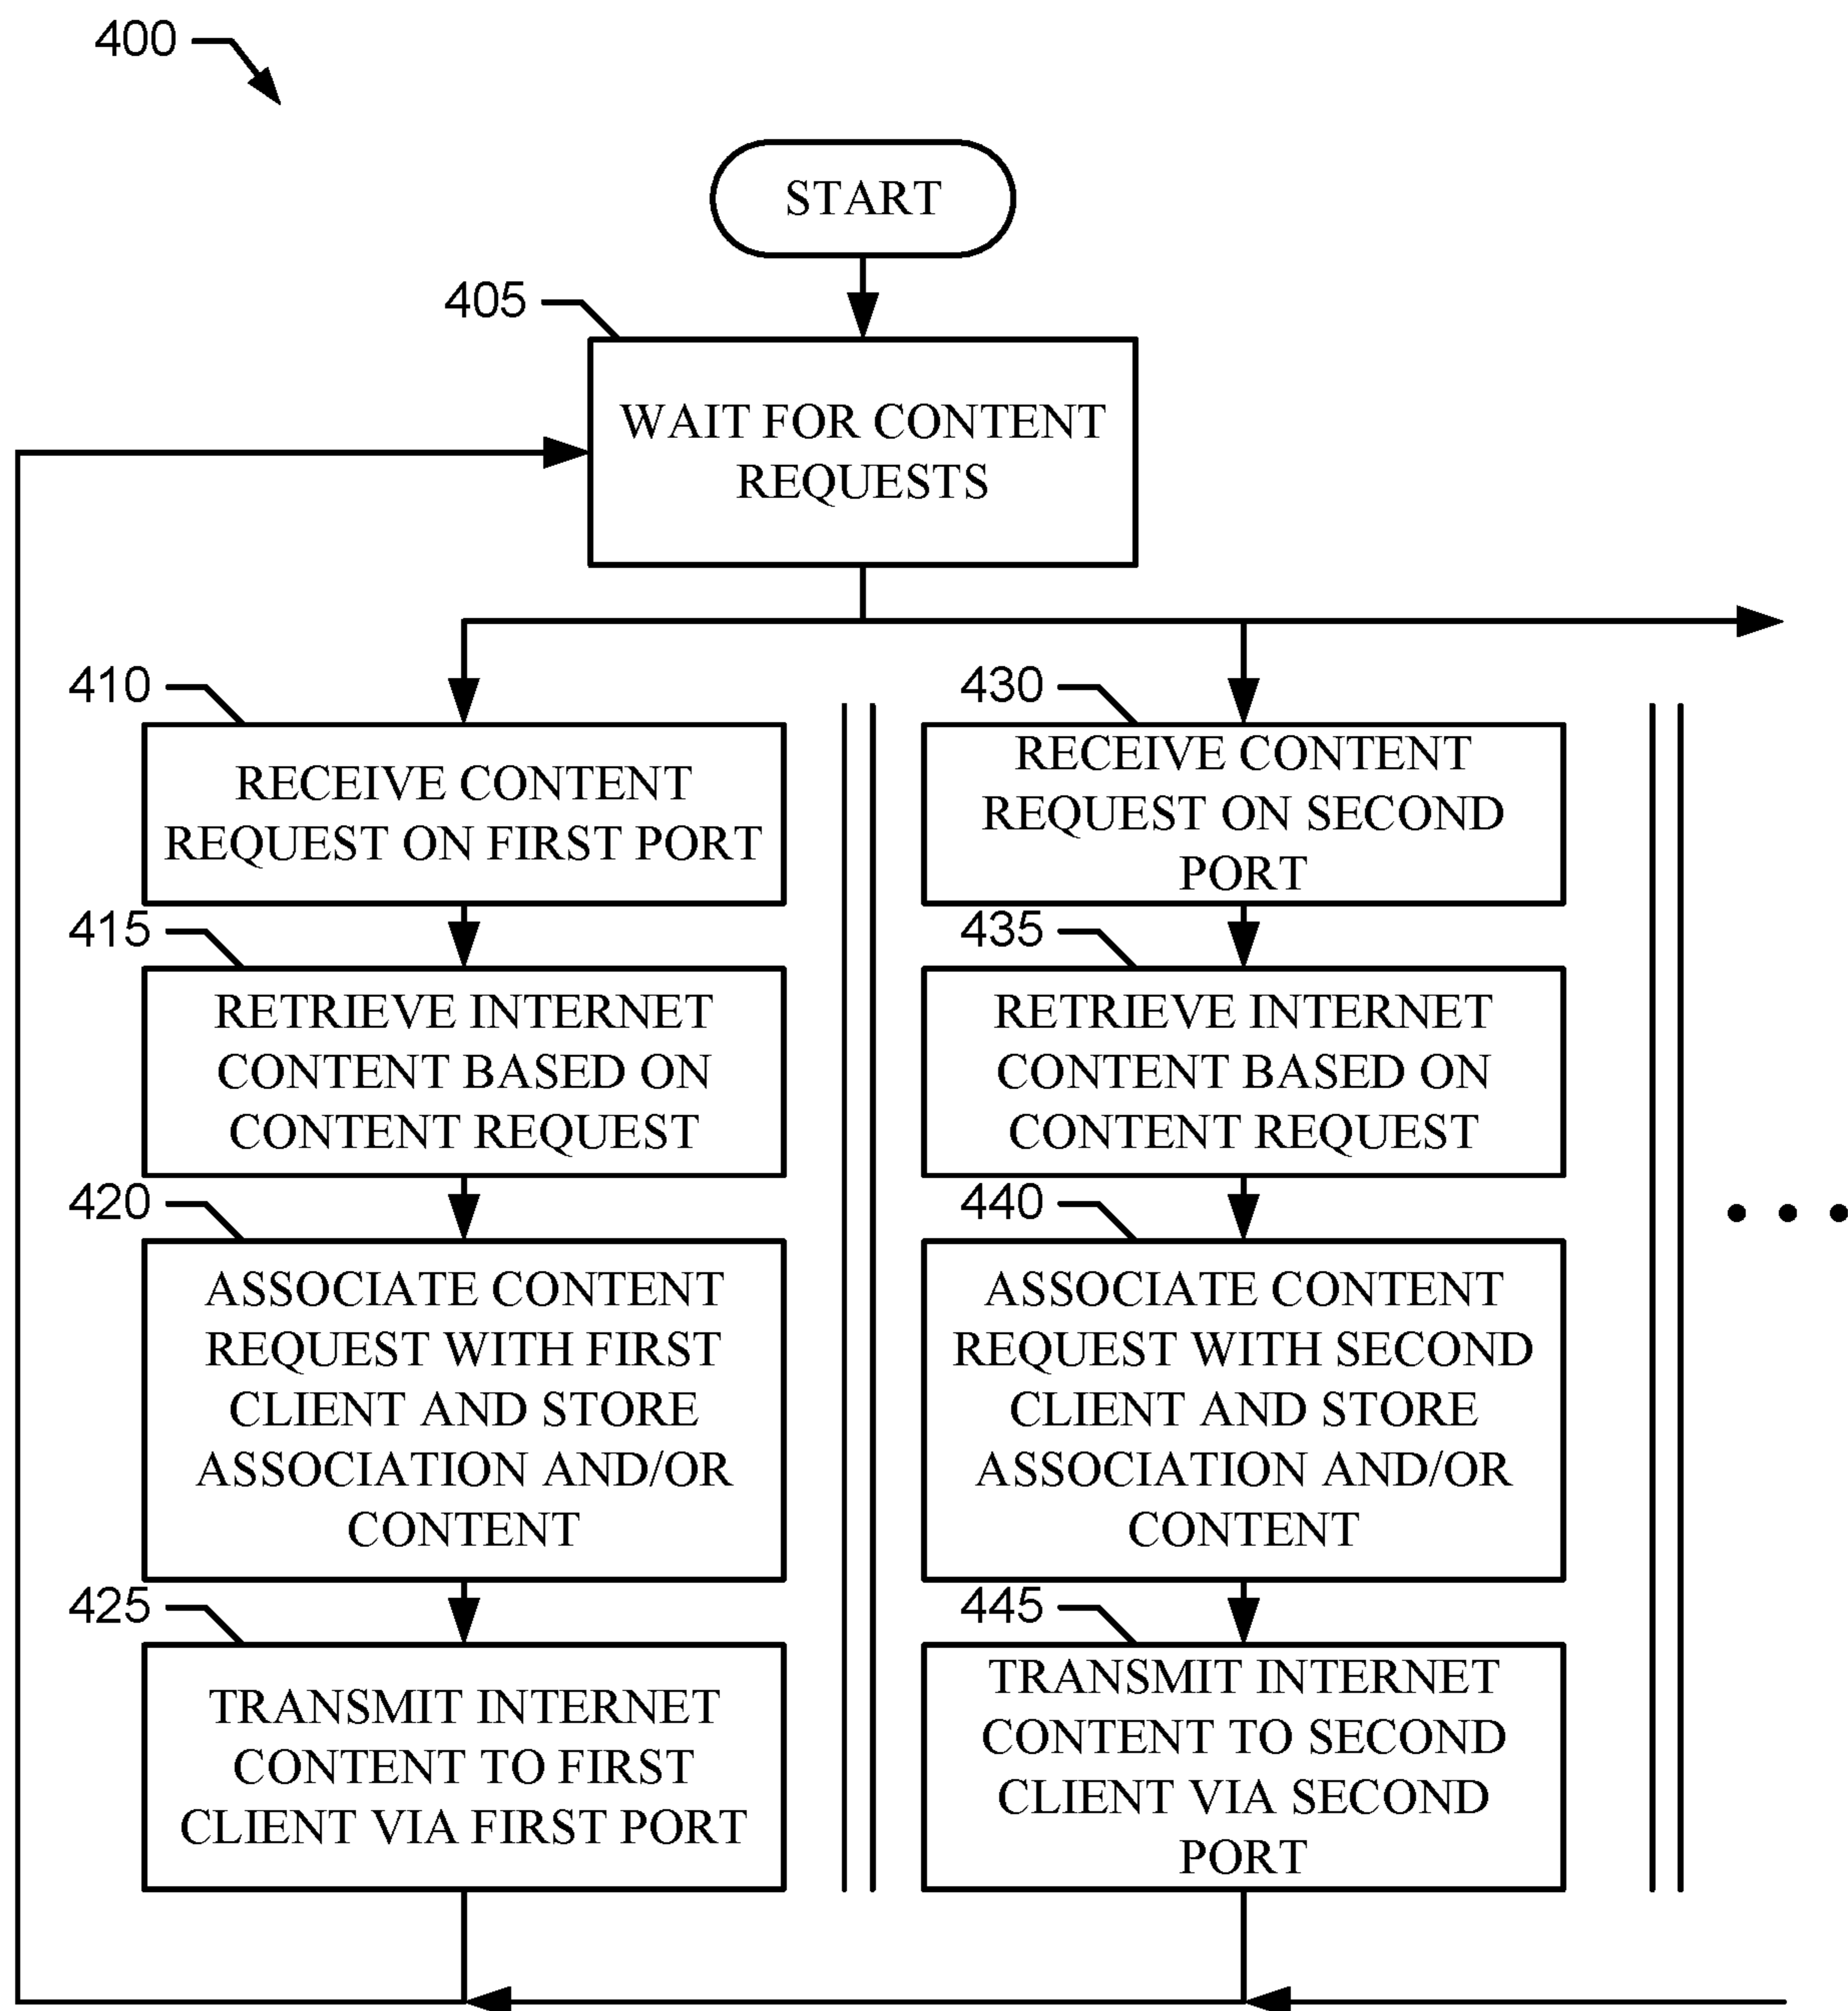 400
START
405
WAIT FOR CONTENT
REQUESTS
410
RECEIVE CONTENT
REQUEST ON FIRST PORT
415
RETRIEVE INTERNET
CONTENT BASED ON
CONTENT REQUEST
420
ASSOCIATE CONTENT
REQUEST WITH FIRST
CLIENT AND STORE
ASSOCIATION AND/OR
CONTENT
425
TRANSMIT INTERNET
CONTENT TO FIRST
CLIENT VIA FIRST PORT
430
RECEIVE CONTENT
REQUEST ON SECOND
PORT
435
RETRIEVE INTERNET
CONTENT BASED ON
CONTENT REQUEST
440
ASSOCIATE CONTENT
REQUEST WITH SECOND
CLIENT AND STORE
ASSOCIATION AND/OR
CONTENT
445
TRANSMIT INTERNET
CONTENT TO SECOND
CLIENT VIA SECOND
PORT